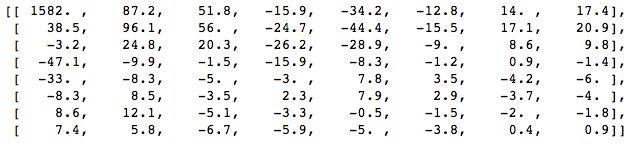 [[ 1582. , 87.2, 51.8, -15.9, -34.2, -12.8, 14. , 17.4],
[ 38.5, 96.1, 56. , -24.7, -44.4, -15.5, 17.1, 20.9],
[ -3.2, 24.8, 20.3, -26.2, -28.9, -9. , 8.6, 9.8],
[ -47.1, -9.9, -1.5, -15.9, -8.3, -1.2, 0.9, -1.4],
[ -33. , -8.3, -5. , -3. , 7.8, 3.5, -4.2, -6. ],
[ -8.3, 8.5, -3.5, 2.3, 7.9, 2.9, -3.7, -4. ],
[ 8.6, 12.1, -5.1, -3.3, -0.5, -1.5, -2. , -1.8],
[ 7.4, 5.8, -6.7, -5.9, -5. , -3.8, 0.4, 0.9]]